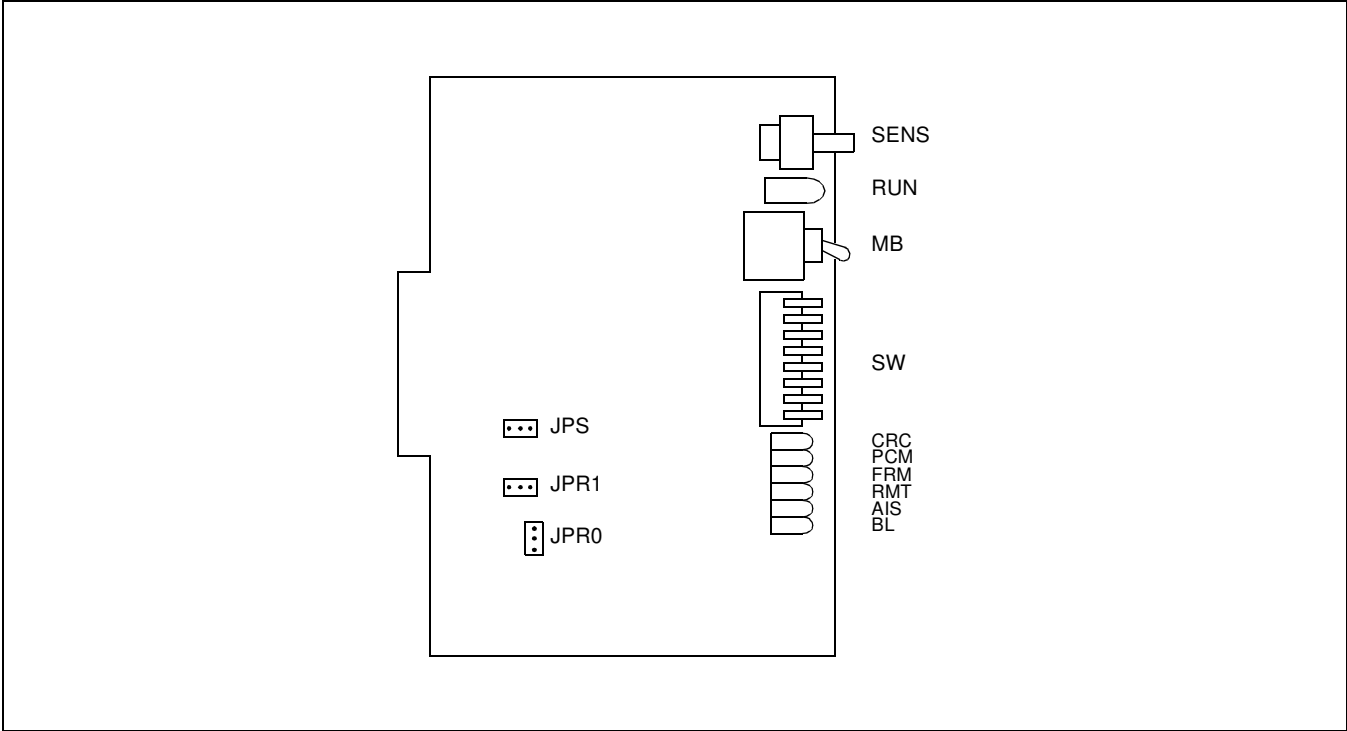 SENS
RUN
MB
SW
JPS
CRC
PCM
FRM
RMT
AIS
BL
JPR1
JPR0